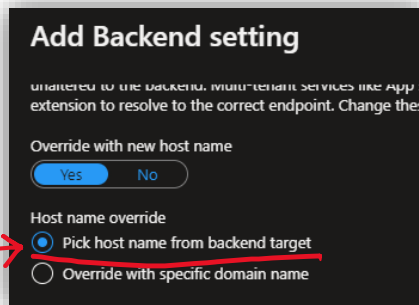 Add Backend setting
unaltered to the backend. Multi-tenant services like App
extension to resolve to the correct endpoint. Change thes
Override with new host name
Yes No
Host name override
Pick host name from backend target
Override with specific domain name